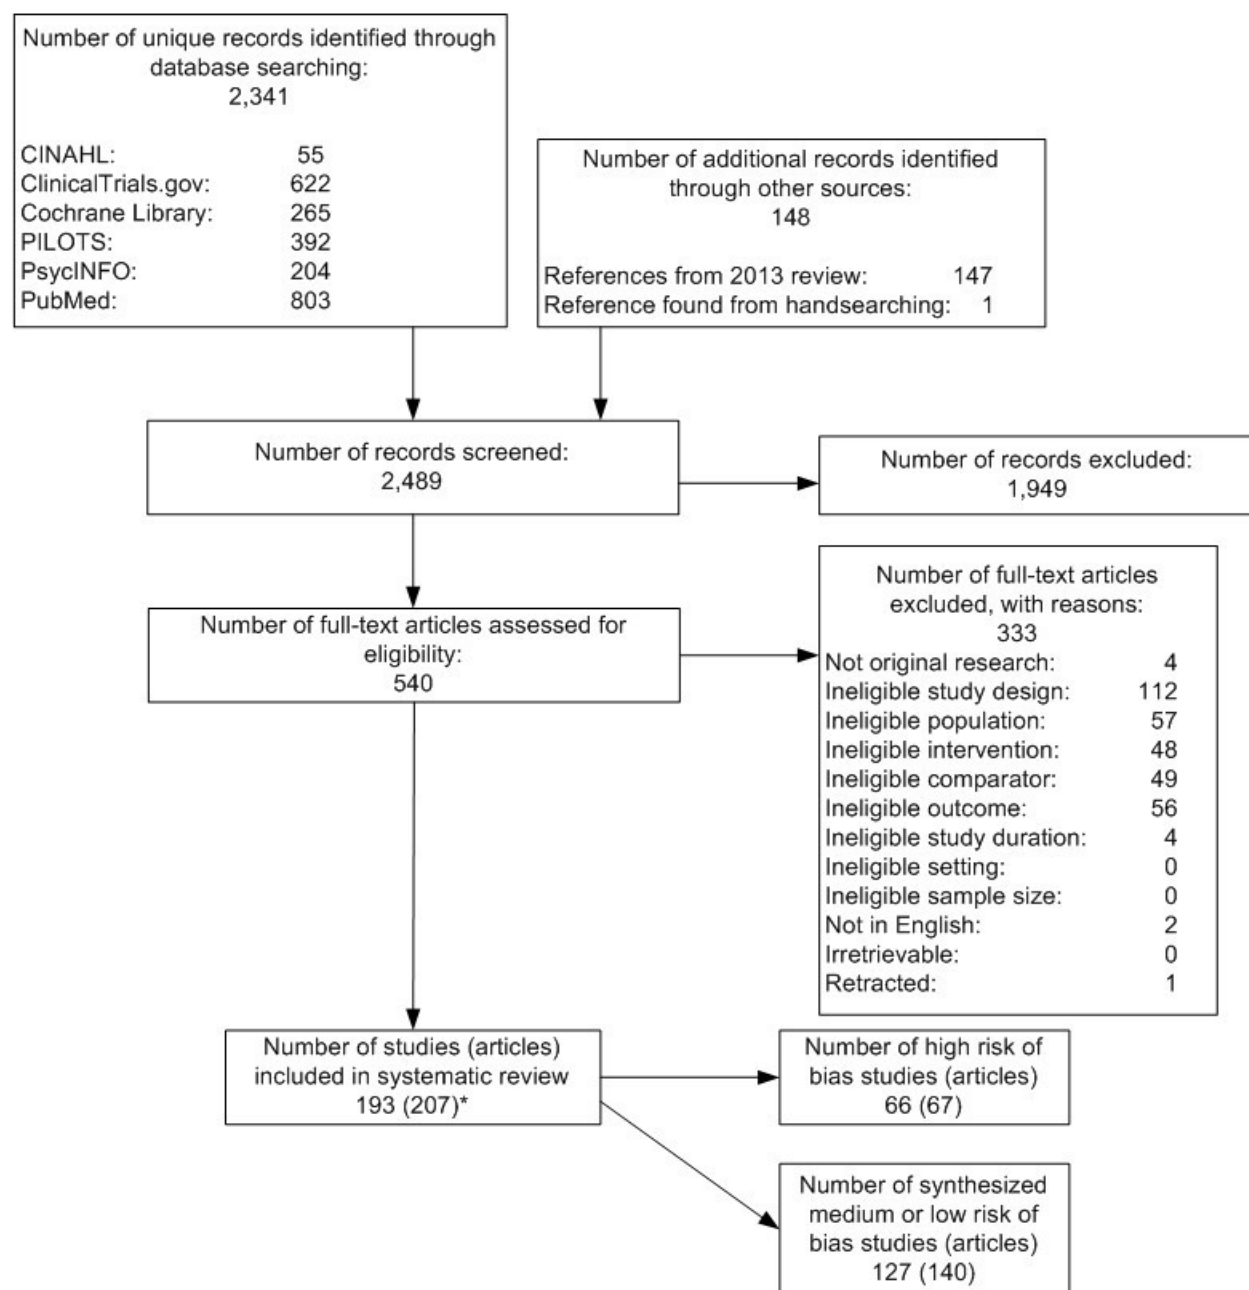 Number of unique records identified through
database searching:
2,341
CINAHL: 55
ClinicalTrials.gov: 622
Cochrane Library: 265
PILOTS: 392
PsycINFO: 204
PubMed: 803
Number of additional records identified
through other sources:
148
References from 2013 review: 147
Reference found from handsearching: 1
Number of records screened:
2,489
Number of records excluded:
1,949
Number of full-text articles assessed for
eligibility:
540
Number of full-text articles
excluded, with reasons:
333
Not original research: 4
Ineligible study design: 112
Ineligible population: 57
Ineligible intervention: 48
Ineligible comparator: 49
Ineligible outcome: 56
Ineligible study duration: 4
Ineligible setting: 0
Ineligible sample size: 0
Not in English: 2
Irretrievable: 0
Retracted: 1
Number of studies (articles)
included in systematic review
193 (207)*
Number of high risk of
bias studies (articles)
66 (67)
Number of synthesized
medium or low risk of
bias studies (articles)
127 (140)